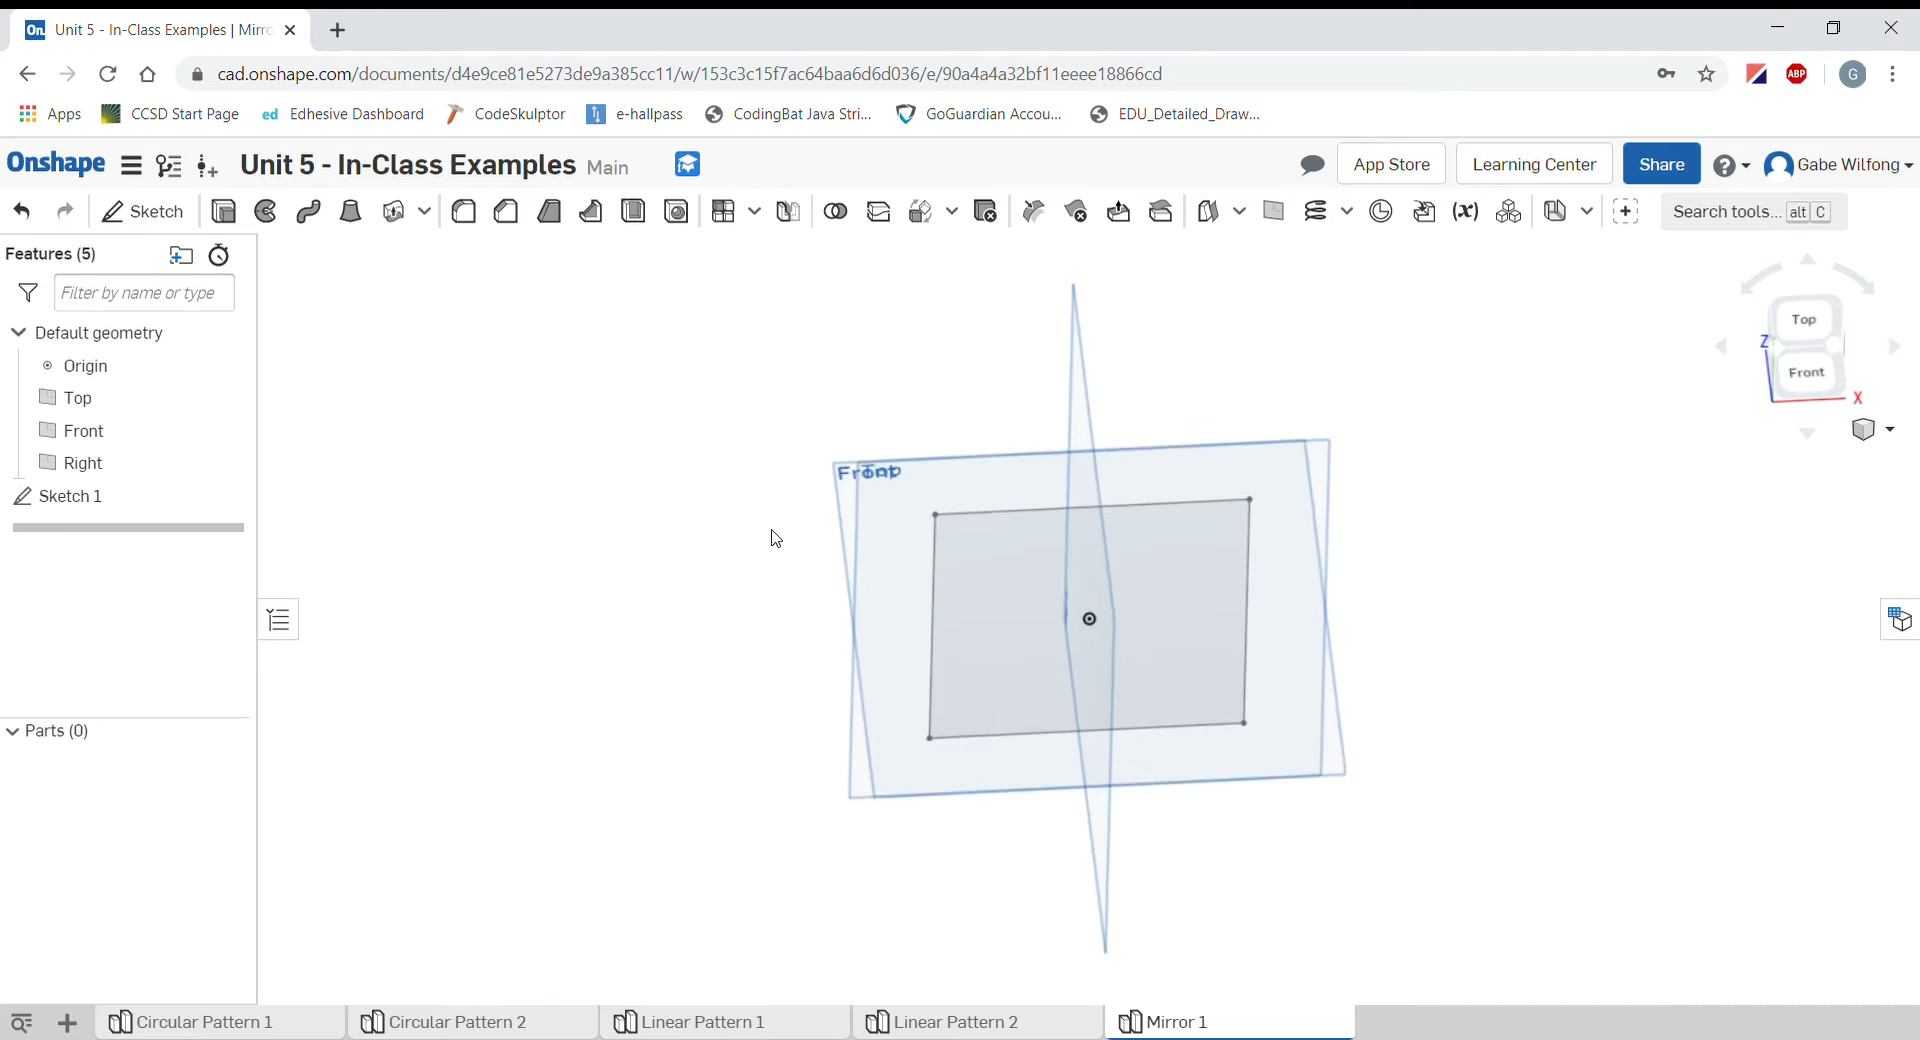 Unit 5 - In-Class Examples | Mirro
cad.onshape.com/documents/d4e9ce81e5273de9a385cc11/w/153c3c15f7ac64baa6d6d036/e/90a4a4a32bf11eeee18866cd
ABP
G
Apps CCSD Start Page ed Edhesive Dashboard CodeSkulptor e-hallpass CodingBat Java Stri... GoGuardian Accou... EDU_Detailed_Draw...
Onshape Unit 5 - In-Class Examples Main App Store Learning Center Share Gabe Wilfong
Sketch (x) Search tools... alt C
Features (5)
Filter by name or type
Default geometry
Origin
Top
Front
Right
Sketch 1
Parts (0)
Front
Top
Z
Front
X
Circular Pattern 1 Circular Pattern 2 Linear Pattern 1 Linear Pattern 2 Mirror 1